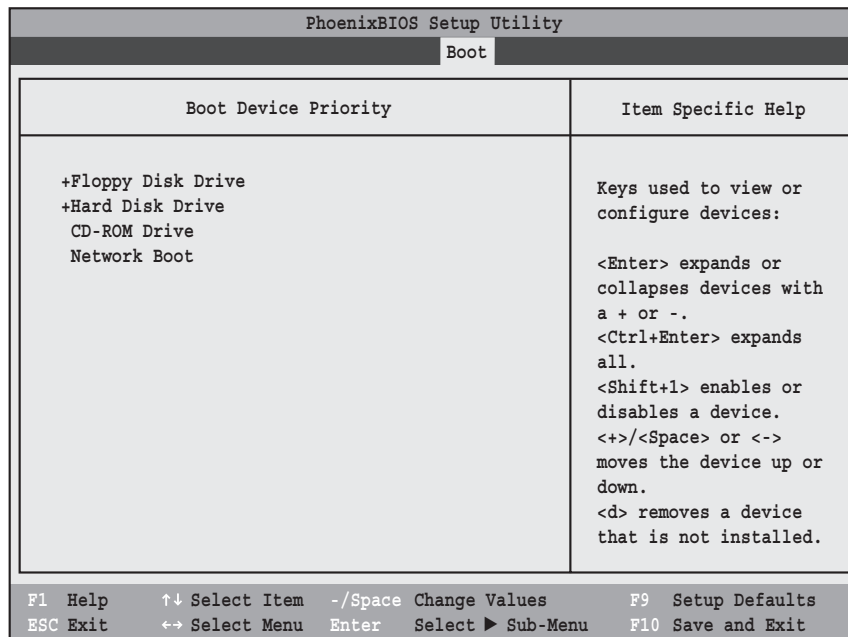 PhoenixBIOS Setup Utility
Boot
Boot Device Priority
Item Specific Help
+Floppy Disk Drive
+Hard Disk Drive
CD-ROM Drive
Network Boot
Keys used to view or
configure devices:
<Enter> expands or
collapses devices with
a + or -.
<Ctrl+Enter> expands
all.
<Shift+1> enables or
disables a device.
<+>/<Space> or <->
moves the device up or
down.
<d> removes a device
that is not installed.
F1 Help ↑↓ Select Item -/Space Change Values F9 Setup Defaults
ESC Exit ←→ Select Menu Enter Select ▶ Sub-Menu F10 Save and Exit